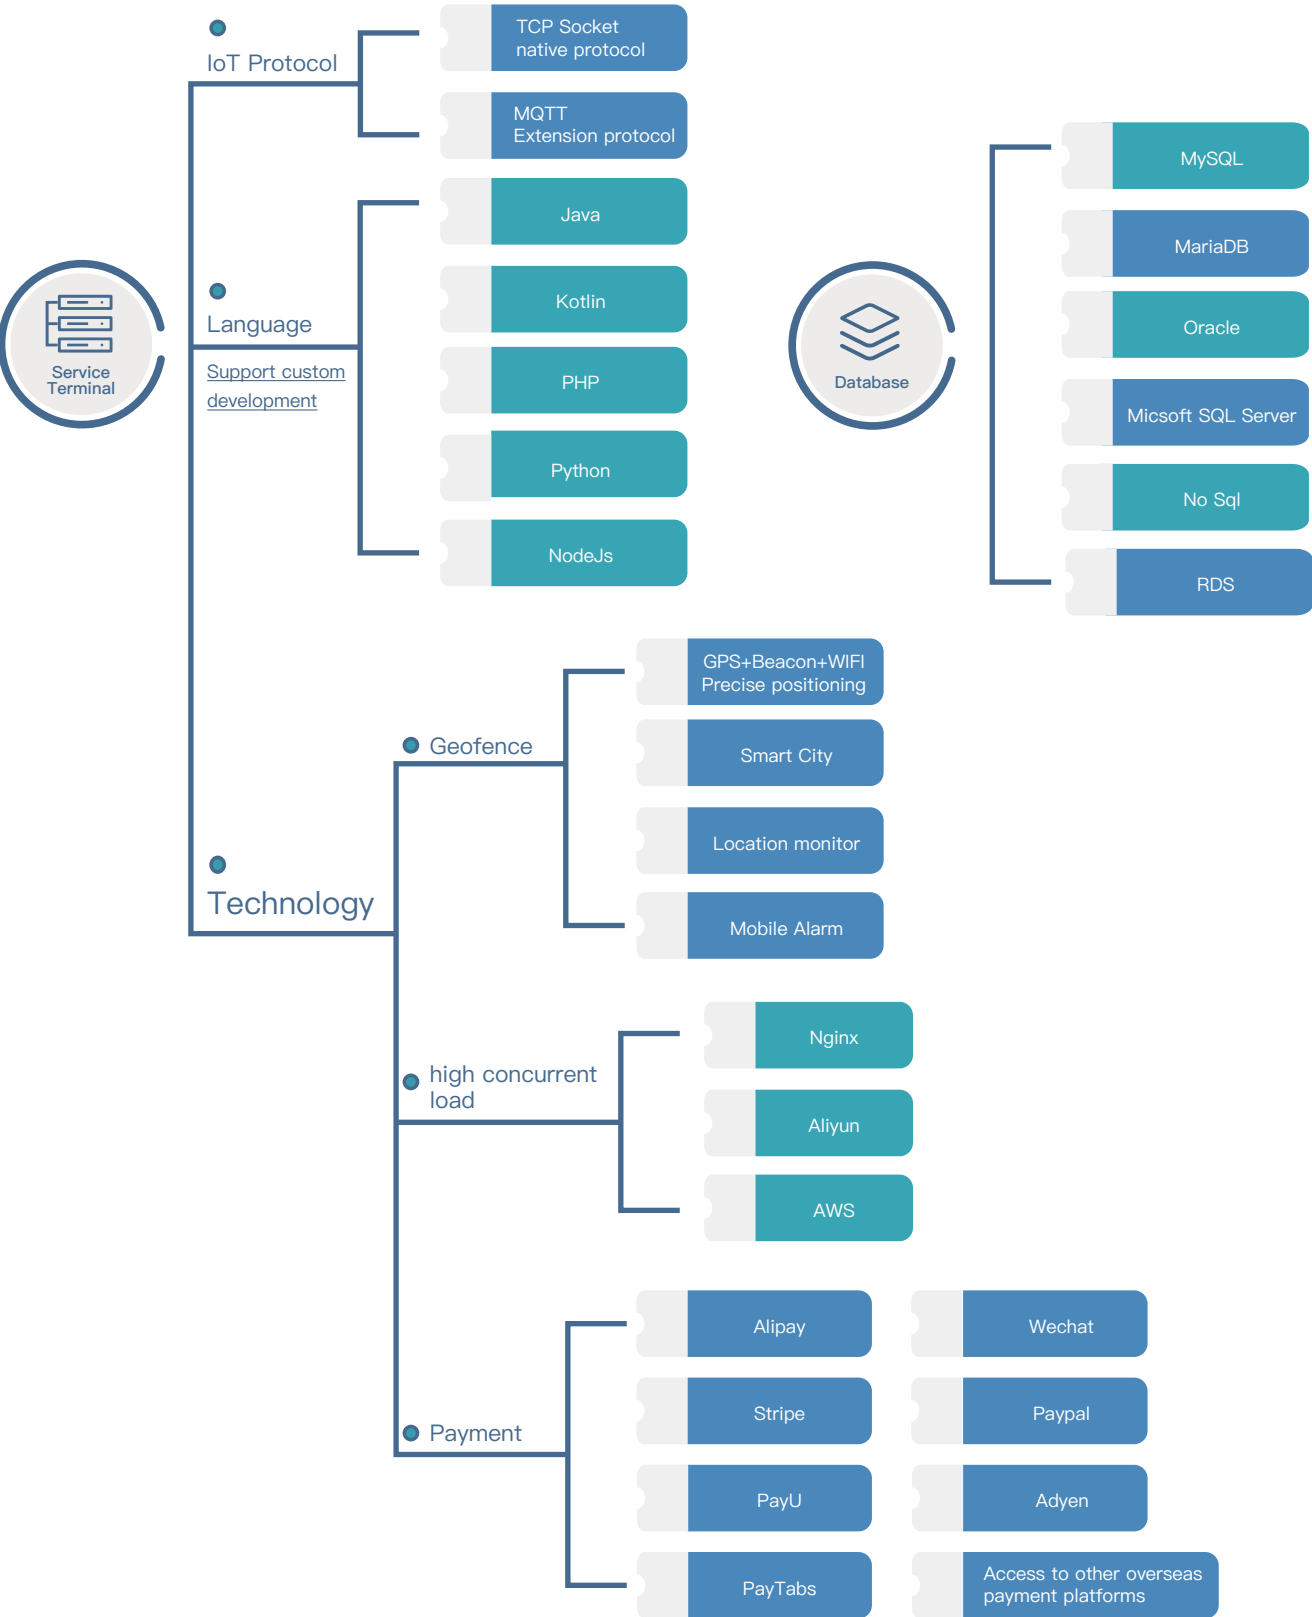 IoT Protocol
TCP Socket
native protocol
MQTT
Extension protocol
Service
Terminal
Language
Support custom
development
Java
Kotlin
PHP
Python
NodeJs
Database
MySQL
MariaDB
Oracle
Micsoft SQL Server
No Sql
RDS
Technology
Geofence
GPS+Beacon+WIFI
Precise positioning
Smart City
Location monitor
Mobile Alarm
high concurrent
load
Nginx
Aliyun
AWS
Payment
Alipay
Wechat
Stripe
Paypal
PayU
Adyen
PayTabs
Access to other overseas
payment platforms